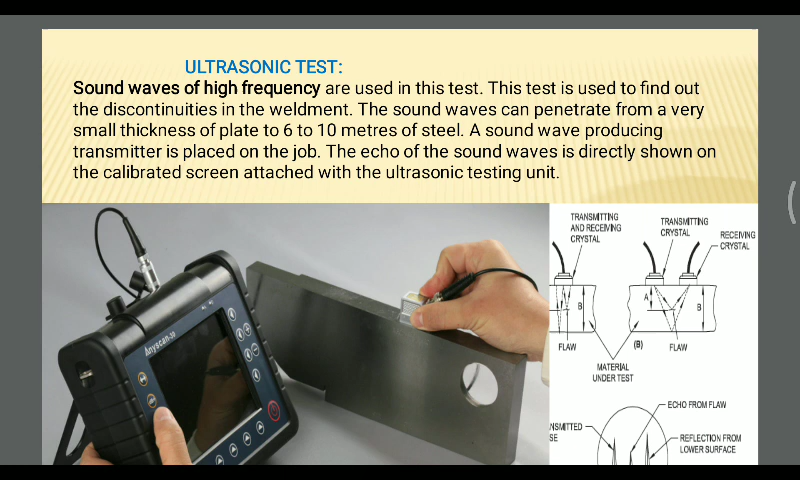 ULTRASONIC TEST:
Sound waves of high frequency are used in this test. This test is used to find out
the discontinuities in the weldment. The sound waves can penetrate from a very
small thickness of plate to 6 to 10 metres of steel. A sound wave producing
transmitter is placed on the job. The echo of the sound waves is directly shown on
the calibrated screen attached with the ultrasonic testing unit.
Anyscan-30
TRANSMITTING
AND RECEIVING
CRYSTAL
TRANSMITTING
CRYSTAL
RECEIVING
CRYSTAL
B
A
B
FLAW
(B)
FLAW
MATERIAL
UNDER TEST
ECHO FROM FLAW
NSMITTED
SE
REFLECTION FROM
LOWER SURFACE